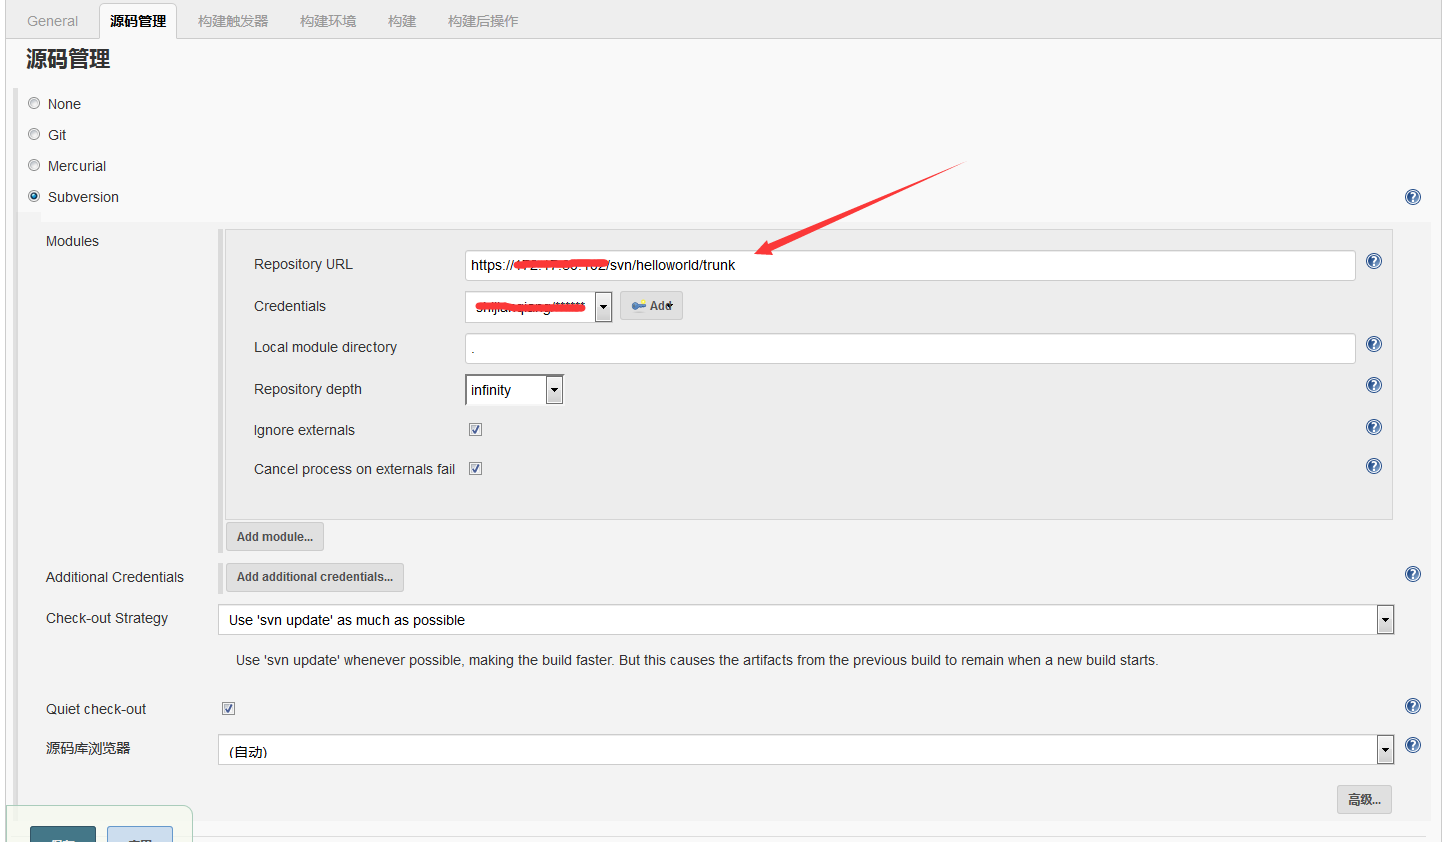 General 源码管理 构建触发器 构建环境 构建 构建后操作
源码管理
None
Git
Mercurial
Subversion
Modules
Repository URL https:///svn/helloworld/trunk
Credentials Add
Local module directory .
Repository depth infinity
Ignore externals
Cancel process on externals fail
Add module...
Additional Credentials Add additional credentials...
Check-out Strategy Use 'svn update' as much as possible
Use 'svn update' whenever possible, making the build faster. But this causes the artifacts from the previous build to remain when a new build starts.
Quiet check-out
源码库浏览器 (自动)
高级...